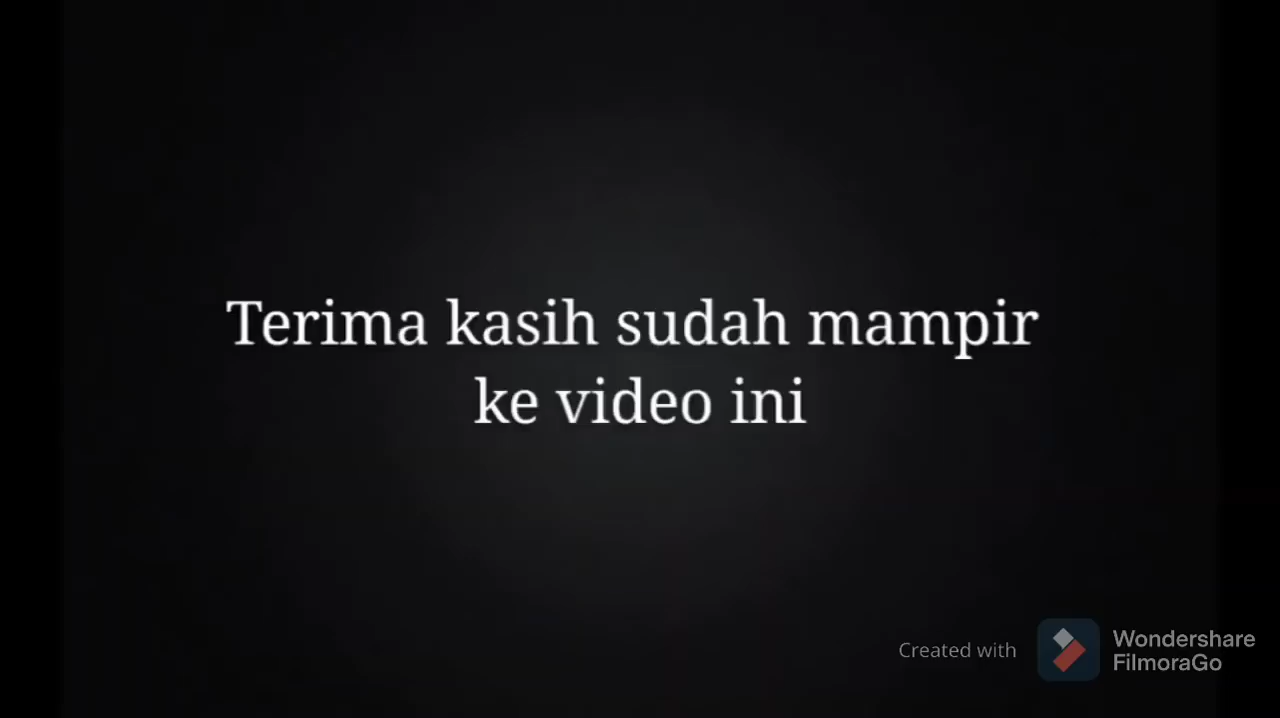 Terima kasih sudah mampir
ke video ini
Created with
Wondershare
FilmoraGo